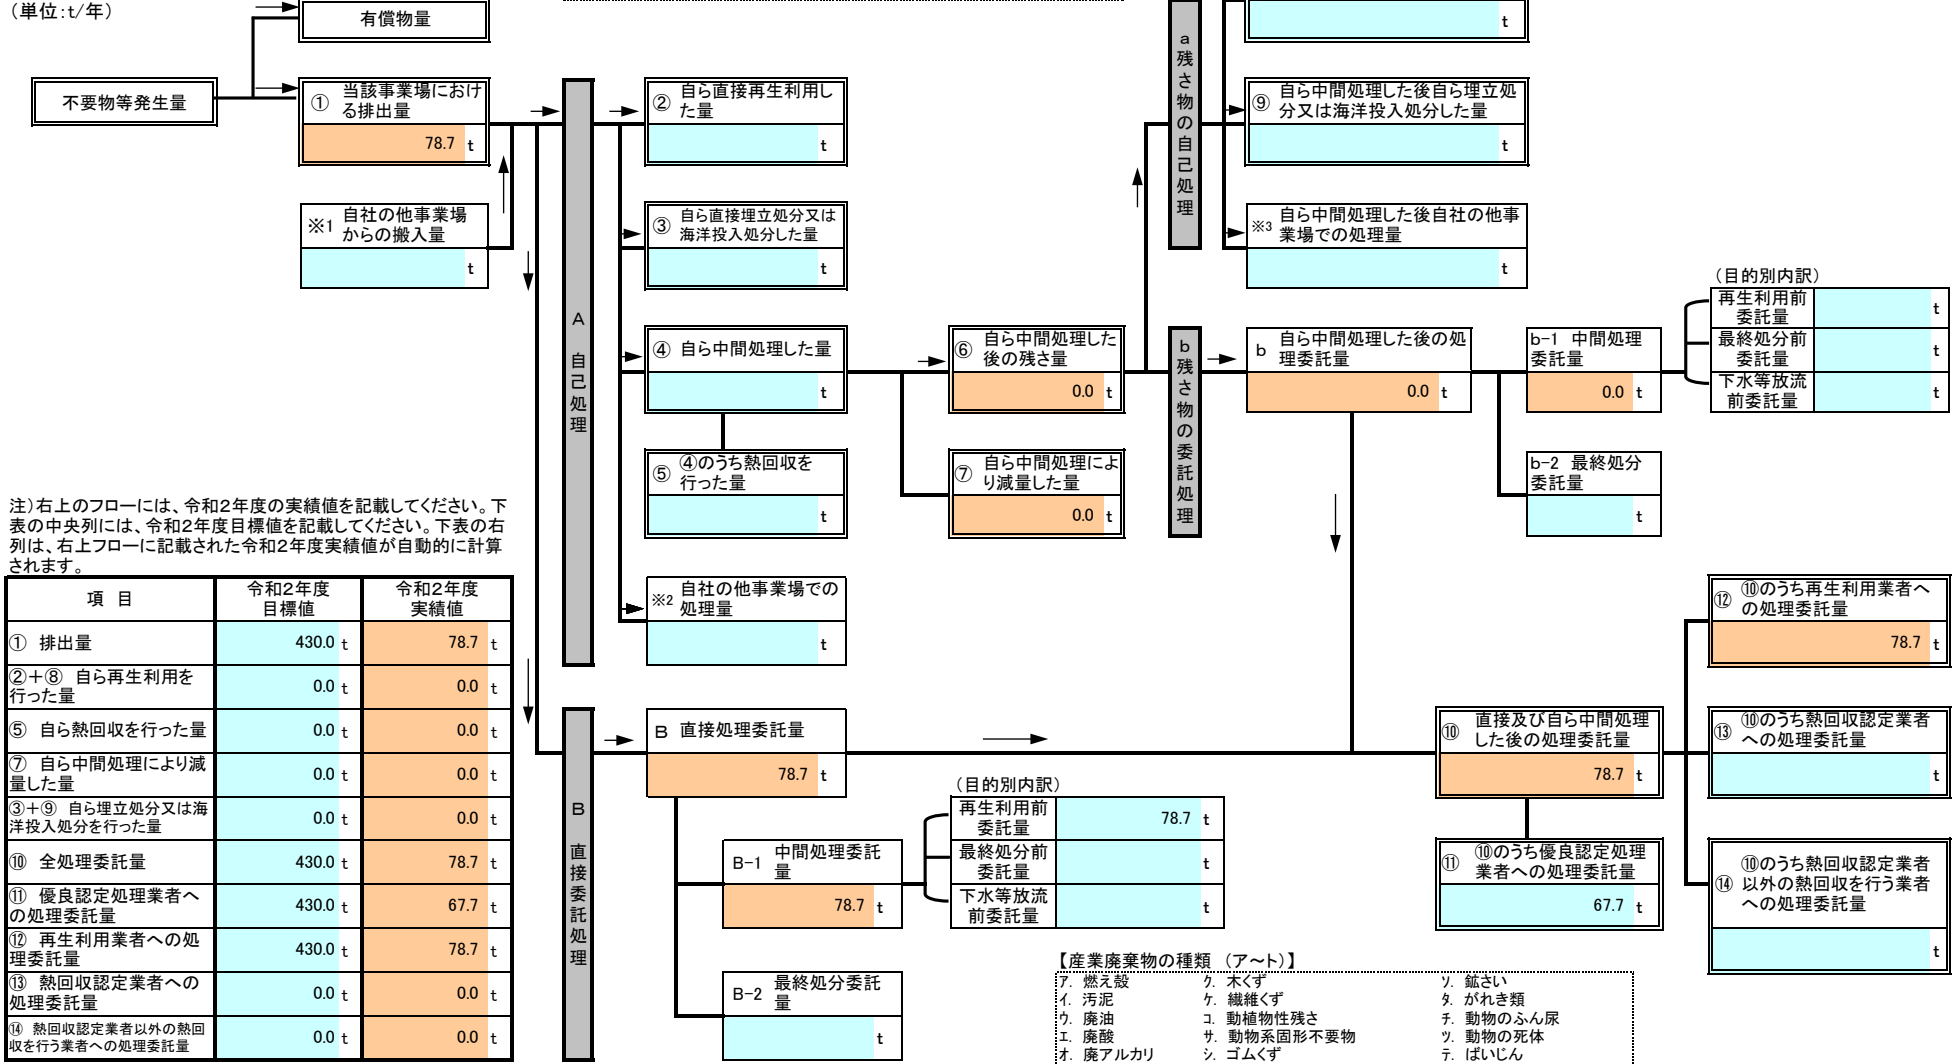 （単位：t/年）
有償物量
t
不要物等発生量
① 当該事業場におけ
る排出量
78.7 t
※1 自社の他事業場
からの搬入量
t
A 自己処理
② 自ら直接再生利用し
た量
t
③ 自ら直接埋立処分又は
海洋投入処分した量
t
④ 自ら中間処理した量
t
⑤ ④のうち熱回収を
行った量
t
※2 自社の他事業場での
処理量
t
⑥ 自ら中間処理した
後の残さ量
0.0 t
⑦ 自ら中間処理によ
り減量した量
0.0 t
a 残さ物の自己処理
⑨ 自ら中間処理した後自ら埋立処
分又は海洋投入処分した量
t
※3 自ら中間処理した後自社の他事
業場での処理量
t
b 残さ物の委託処理
b 自ら中間処理した後の処
理委託量
0.0 t
b-1 中間処理
委託量
0.0 t
（目的別内訳）
再生利用前
委託量 t
最終処分前
委託量 t
下水等放流
前委託量 t
b-2 最終処分
委託量
t
注）右上のフローには、令和２年度の実績値を記載してください。下
表の中央列には、令和２年度目標値を記載してください。下表の右
列は、右上フローに記載された令和２年度実績値が自動的に計算
されます。
項 目 令和２年度
目標値 令和２年度
実績値
① 排出量 430.0 t 78.7 t
②＋⑧ 自ら再生利用を
行った量 0.0 t 0.0 t
⑤ 自ら熱回収を行った量 0.0 t 0.0 t
⑦ 自ら中間処理により減
量した量 0.0 t 0.0 t
③＋⑨ 自ら埋立処分又は海
洋投入処分を行った量 0.0 t 0.0 t
⑩ 全処理委託量 430.0 t 78.7 t
⑪ 優良認定処理業者へ
の処理委託量 430.0 t 67.7 t
⑫ 再生利用業者への処
理委託量 430.0 t 78.7 t
⑬ 熱回収認定業者への
処理委託量 0.0 t 0.0 t
⑭ 熱回収認定業者以外の熱回
収を行う業者への処理委託量 0.0 t 0.0 t
B 直接委託処理
B 直接処理委託量
78.7 t
B-1 中間処理委託
量
78.7 t
（目的別内訳）
再生利用前
委託量 78.7 t
最終処分前
委託量 t
下水等放流
前委託量 t
B-2 最終処分委託
量
t
⑩ 直接及び自ら中間処理
した後の処理委託量
78.7 t
⑪ ⑩のうち優良認定処理
業者への処理委託量
67.7 t
⑫ ⑩のうち再生利用業者へ
の処理委託量
78.7 t
⑬ ⑩のうち熱回収認定業者
への処理委託量
t
⑭ ⑩のうち熱回収認定業者
以外の熱回収を行う業者
への処理委託量
t
【産業廃棄物の種類 （ア～ト）】
ア. 燃え殻 ク. 木くず ソ. 鉱さい
イ. 汚泥 ケ. 繊維くず タ. がれき類
ウ. 廃油 コ. 動植物性残さ チ. 動物のふん尿
エ. 廃酸 サ. 動物系固形不要物 ツ. 動物の死体
オ. 廃アルカリ シ. ゴムくず テ. ばいじん